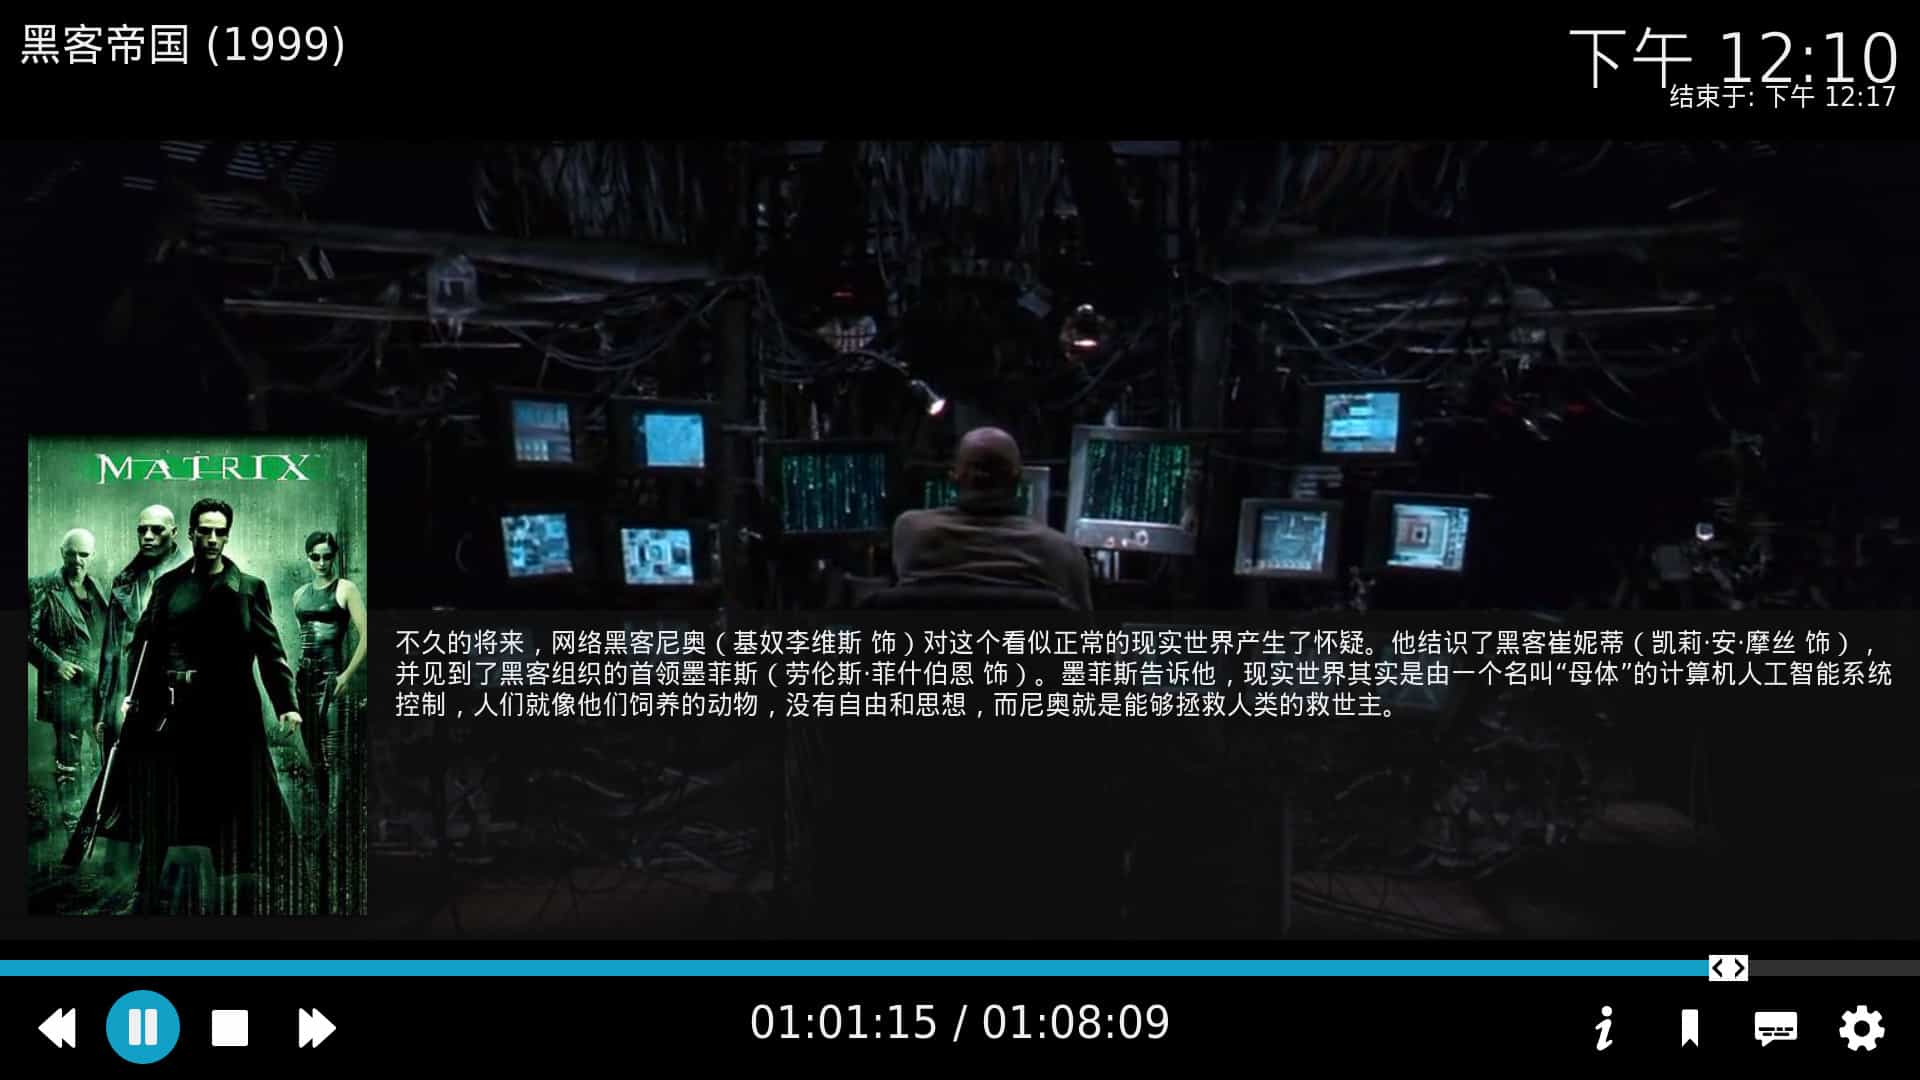 黑客帝国 (1999)
下午 12:10
结束于: 下午 12:17
MATRIX
不久的将来，网络黑客尼奥（基奴李维斯 饰）对这个看似正常的现实世界产生了怀疑。他结识了黑客崔妮蒂（凯莉·安·摩丝 饰），
并见到了黑客组织的首领墨菲斯（劳伦斯·菲什伯恩 饰）。墨菲斯告诉他，现实世界其实是由一个名叫“母体”的计算机人工智能系统
控制，人们就像他们饲养的动物，没有自由和思想，而尼奥就是能够拯救人类的救世主。
01:01:15 / 01:08:09